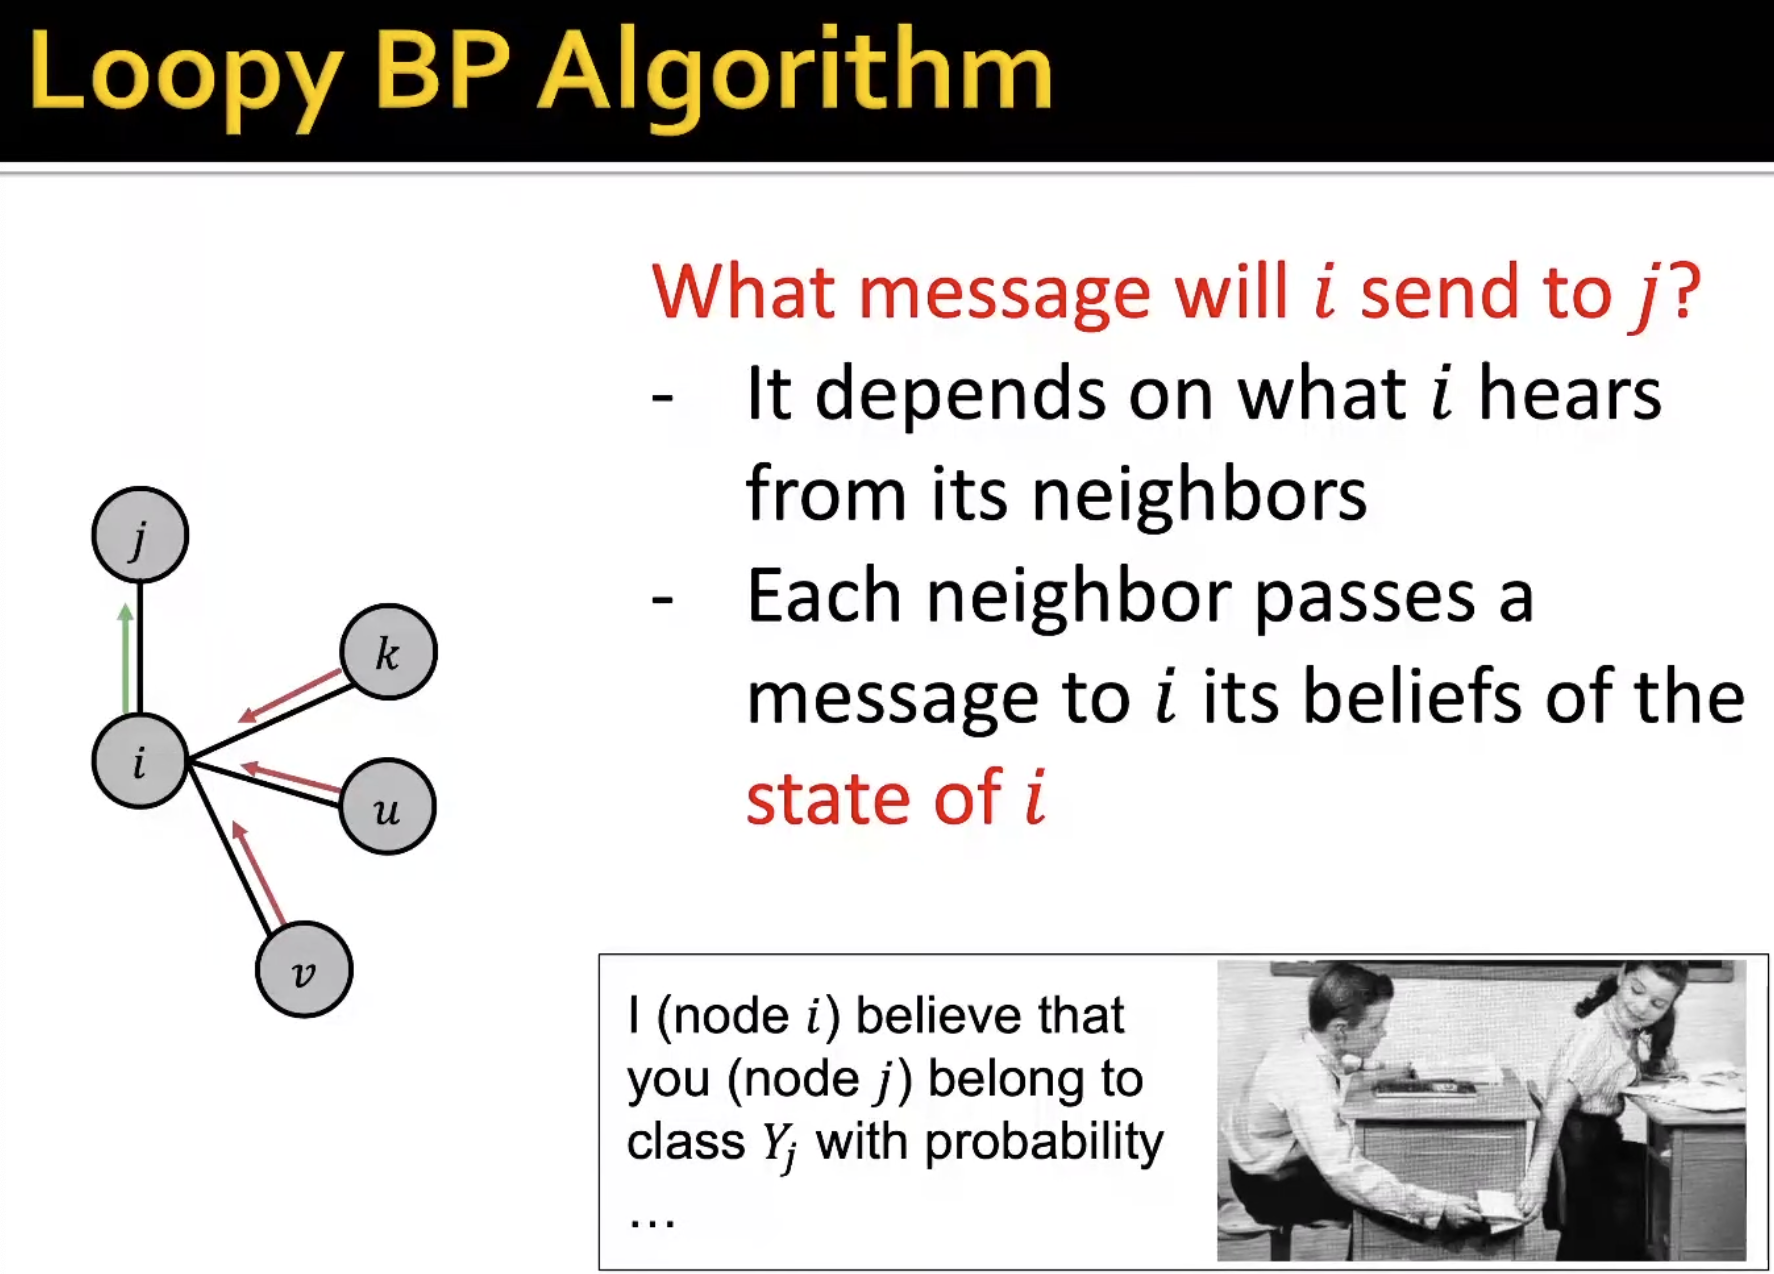 Loopy BP Algorithm
What message will i send to j?
- It depends on what i hears
from its neighbors
- Each neighbor passes a
message to i its beliefs of the
state of i
j
k
i
u
v
I (node i) believe that
you (node j) belong to
class Yⱼ with probability
...